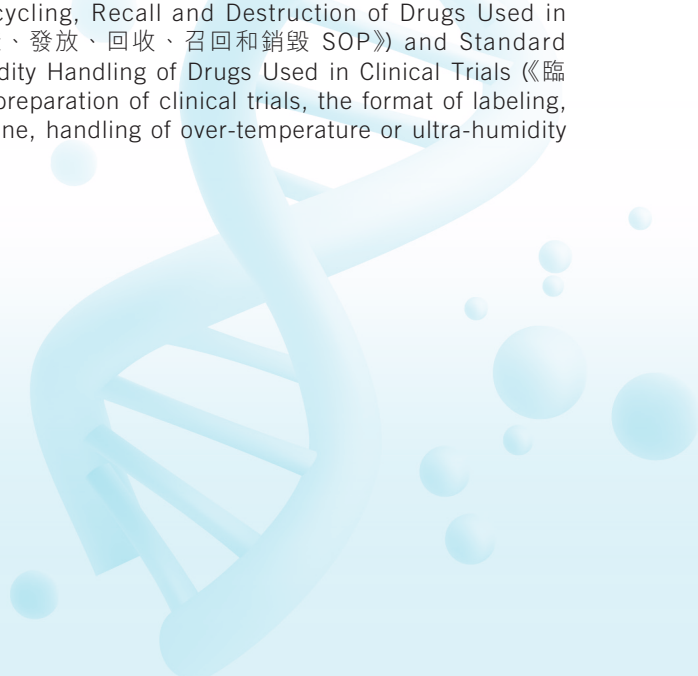 cycling, Recall and Destruction of Drugs Used in
、發放、回收、召回和銷毀 SOP》) and Standard
dity Handling of Drugs Used in Clinical Trials (《臨
preparation of clinical trials, the format of labeling,
ne, handling of over-temperature or ultra-humidity